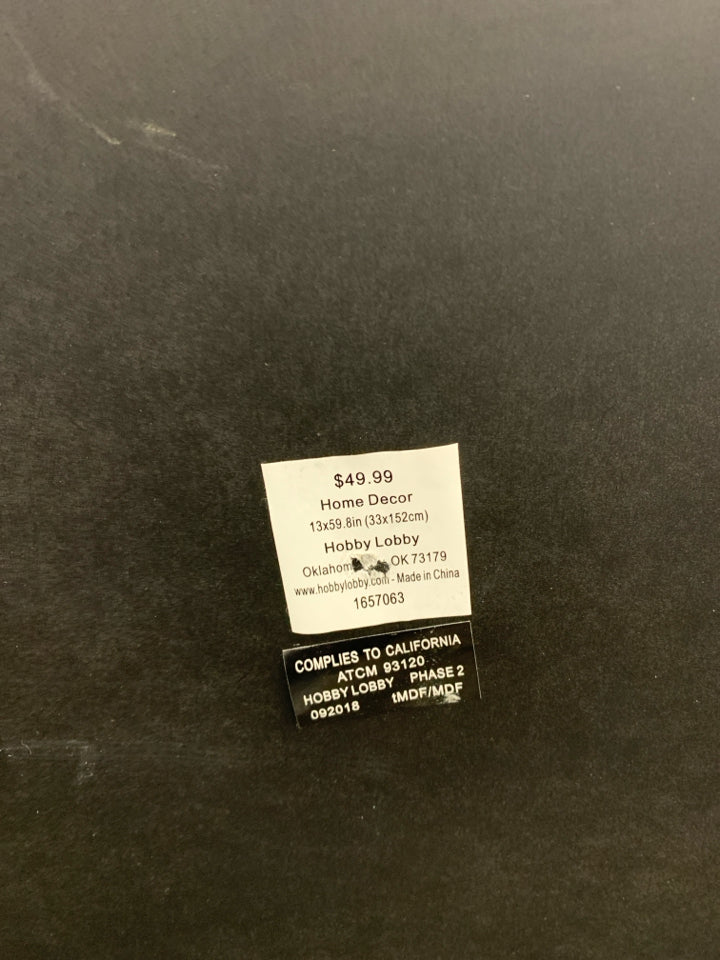 $49.99
Home Decor
13x59.8in (33x152cm)
Hobby Lobby
OK 73179
www.hobbylobby.com - Made in China
1657063
COMPLIES TO CALIFORNIA
ATCM 93120
HOBBY LOBBY PHASE 2
092018 tMDF/MDF